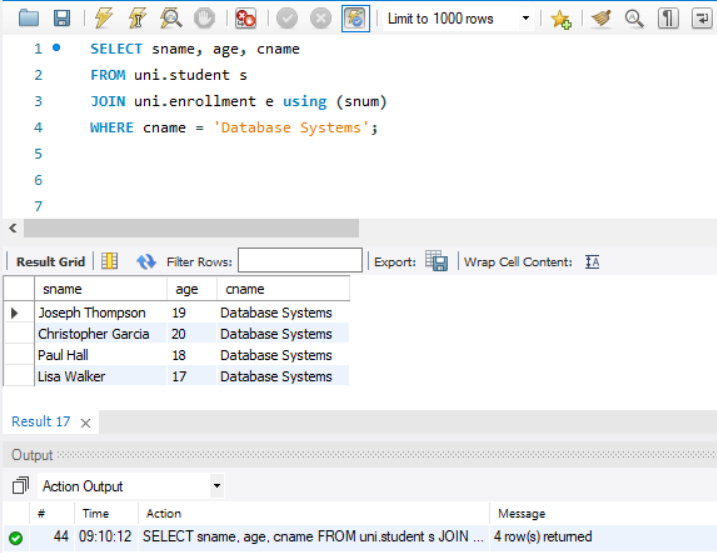 Limit to 1000 rows
1 SELECT sname, age, cname
2 FROM uni.student s
3 JOIN uni.enrollment e using (snum)
4 WHERE cname = 'Database Systems';
5
6
7
Result Grid Filter Rows: Export: Wrap Cell Content:
sname age cname
Joseph Thompson 19 Database Systems
Christopher Garcia 20 Database Systems
Paul Hall 18 Database Systems
Lisa Walker 17 Database Systems
Result 17
Output
Action Output
# Time Action Message
44 09:10:12 SELECT sname, age, cname FROM uni.student s JOIN ... 4 row(s) returned